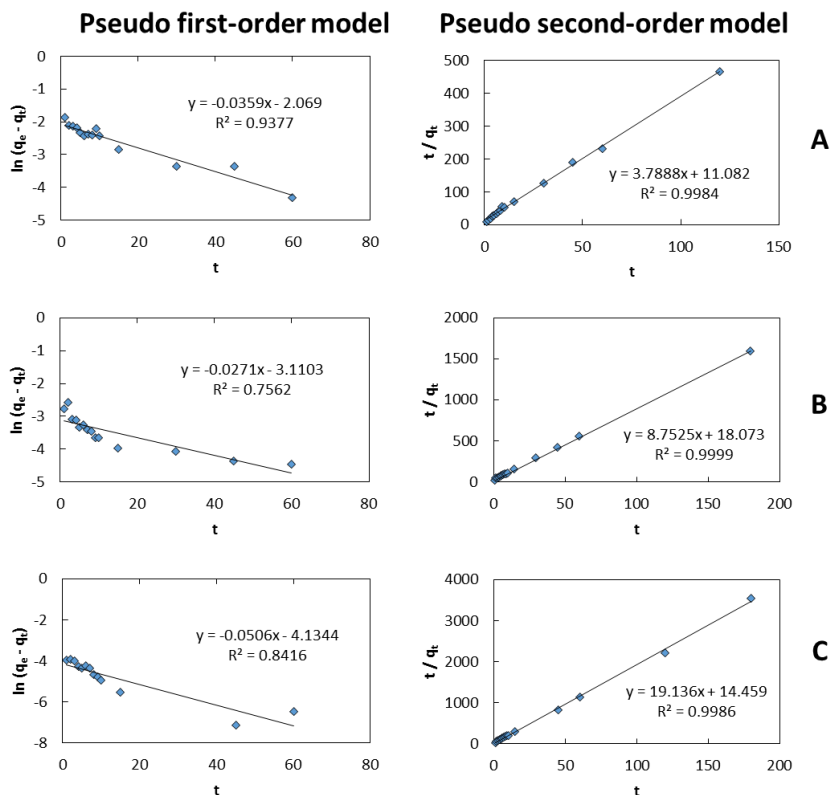 Pseudo first-order model
Pseudo second-order model
0
-1
-2
-3
-4
-5
ln (qe - qt)
y = -0.0359x - 2.069
R² = 0.9377
0 20 40 60 80
t
500
400
300
200
100
0
t / qt
y = 3.7888x + 11.082
R² = 0.9984
0 50 100 150
t
A
0
-1
-2
-3
-4
-5
ln (qe - qt)
y = -0.0271x - 3.1103
R² = 0.7562
0 20 40 60 80
t
2000
1500
1000
500
0
t / qt
y = 8.7525x + 18.073
R² = 0.9999
0 50 100 150 200
t
B
0
-2
-4
-6
-8
ln (qe - qt)
y = -0.0506x - 4.1344
R² = 0.8416
0 20 40 60 80
t
4000
3000
2000
1000
0
t / qt
y = 19.136x + 14.459
R² = 0.9986
0 50 100 150 200
t
C